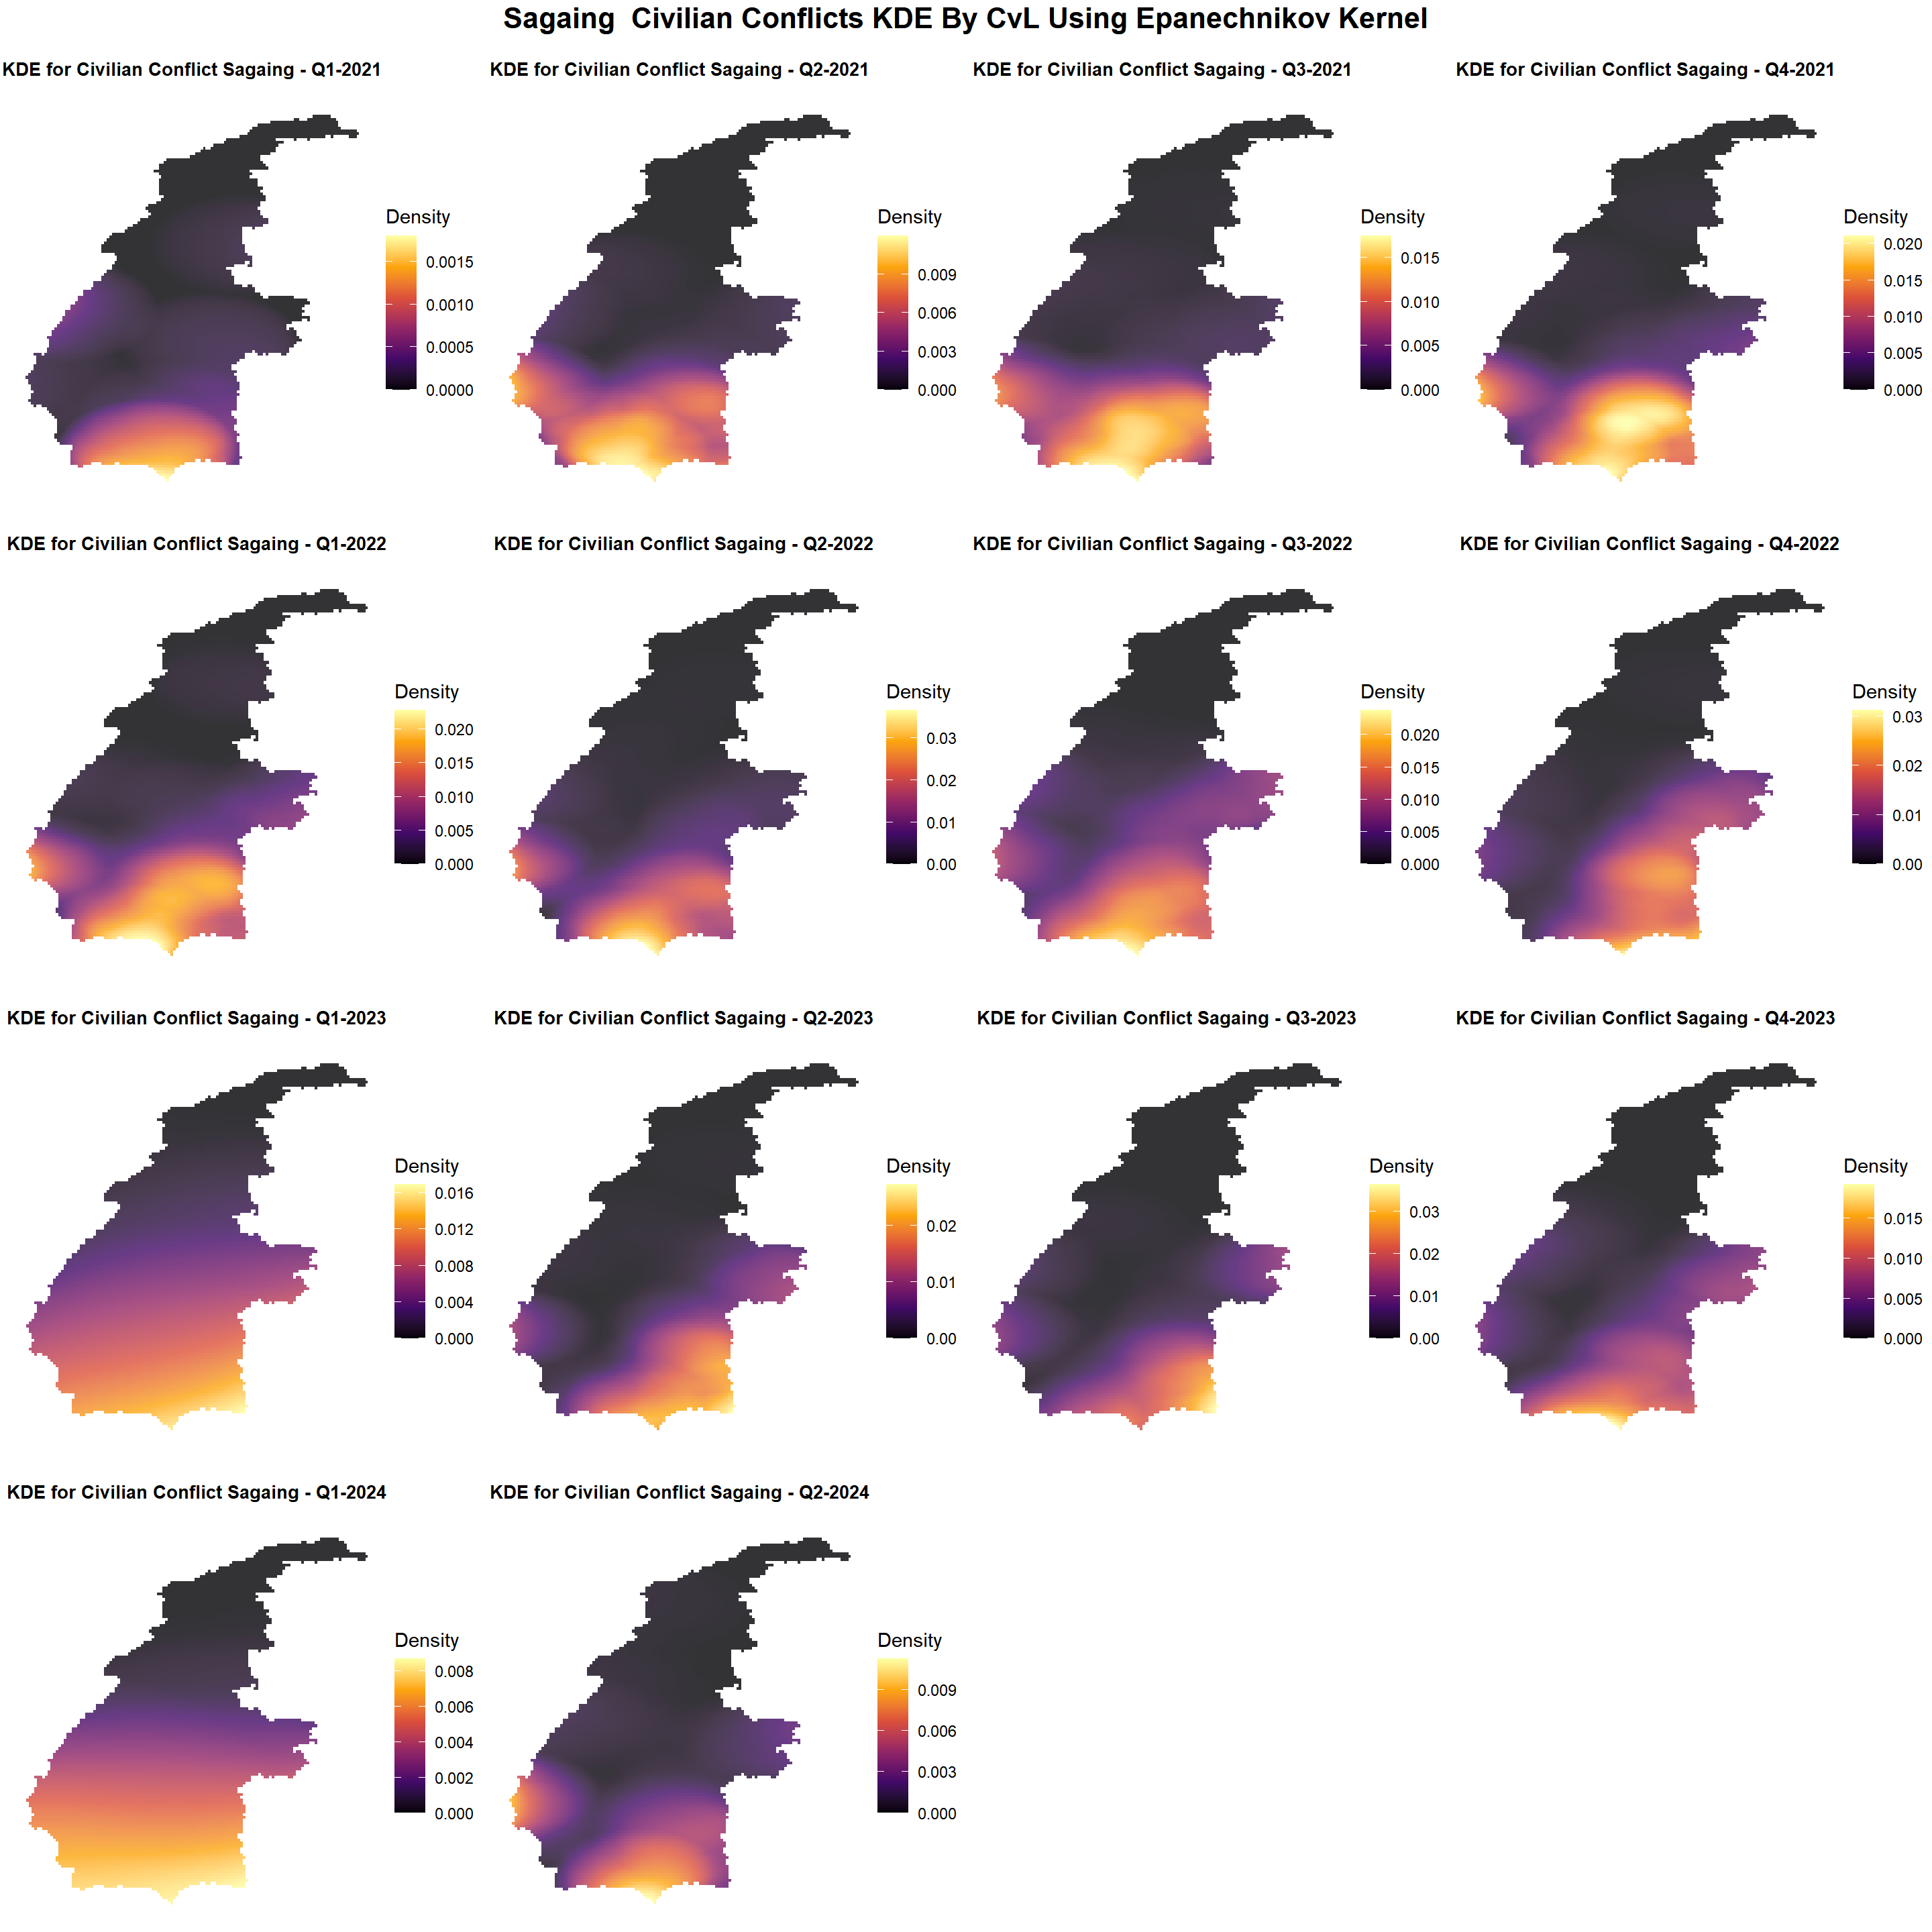 Sagaing  Civilian Conflicts KDE By CvL Using Epanechnikov Kernel
KDE for Civilian Conflict Sagaing - Q1-2021
Density
0.0015
0.0010
0.0005
0.0000
KDE for Civilian Conflict Sagaing - Q2-2021
Density
0.009
0.006
0.003
0.000
KDE for Civilian Conflict Sagaing - Q3-2021
Density
0.015
0.010
0.005
0.000
KDE for Civilian Conflict Sagaing - Q4-2021
Density
0.020
0.015
0.010
0.005
0.000
KDE for Civilian Conflict Sagaing - Q1-2022
Density
0.020
0.015
0.010
0.005
0.000
KDE for Civilian Conflict Sagaing - Q2-2022
Density
0.03
0.02
0.01
0.00
KDE for Civilian Conflict Sagaing - Q3-2022
Density
0.020
0.015
0.010
0.005
0.000
KDE for Civilian Conflict Sagaing - Q4-2022
Density
0.03
0.02
0.01
0.00
KDE for Civilian Conflict Sagaing - Q1-2023
Density
0.016
0.012
0.008
0.004
0.000
KDE for Civilian Conflict Sagaing - Q2-2023
Density
0.02
0.01
0.00
KDE for Civilian Conflict Sagaing - Q3-2023
Density
0.03
0.02
0.01
0.00
KDE for Civilian Conflict Sagaing - Q4-2023
Density
0.015
0.010
0.005
0.000
KDE for Civilian Conflict Sagaing - Q1-2024
Density
0.008
0.006
0.004
0.002
0.000
KDE for Civilian Conflict Sagaing - Q2-2024
Density
0.009
0.006
0.003
0.000